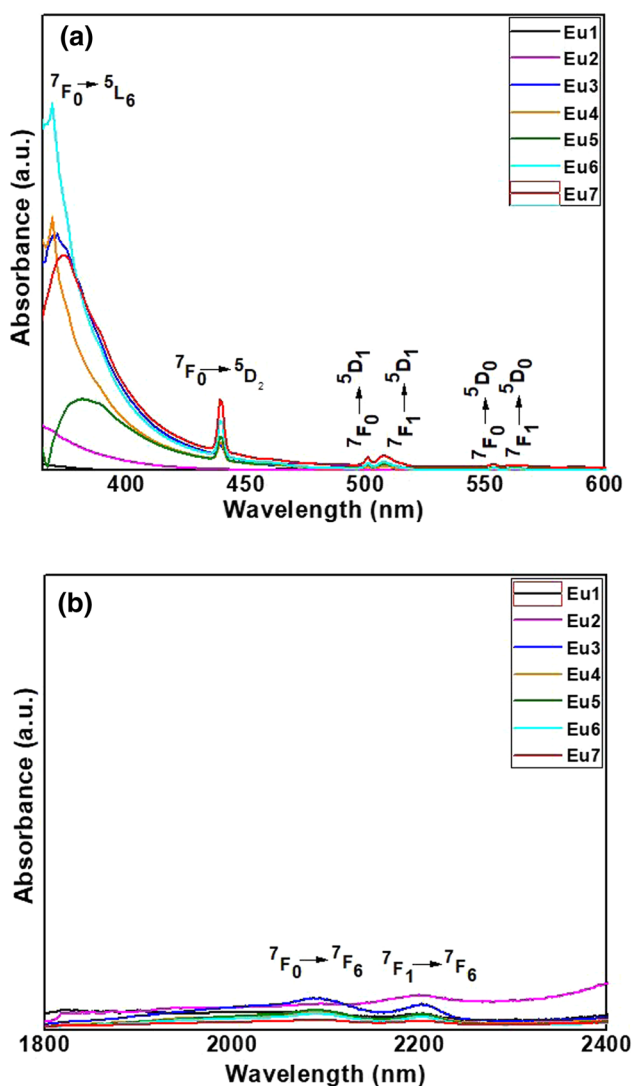 (a)
Eu1
Eu2
Eu3
Eu4
Eu5
Eu6
Eu7
⁷F₀→⁵L₆
⁷F₀→⁵D₂
⁷F₀→⁵D₁
⁷F₁→⁵D₁
⁷F₀→⁵D₀
⁷F₁→⁵D₀
Absorbance (a.u.)
400 450 500 550 600
Wavelength (nm)
(b)
Eu1
Eu2
Eu3
Eu4
Eu5
Eu6
Eu7
⁷F₀→⁷F₆ ⁷F₁→⁷F₆
Absorbance (a.u.)
1800 2000 2200 2400
Wavelength (nm)